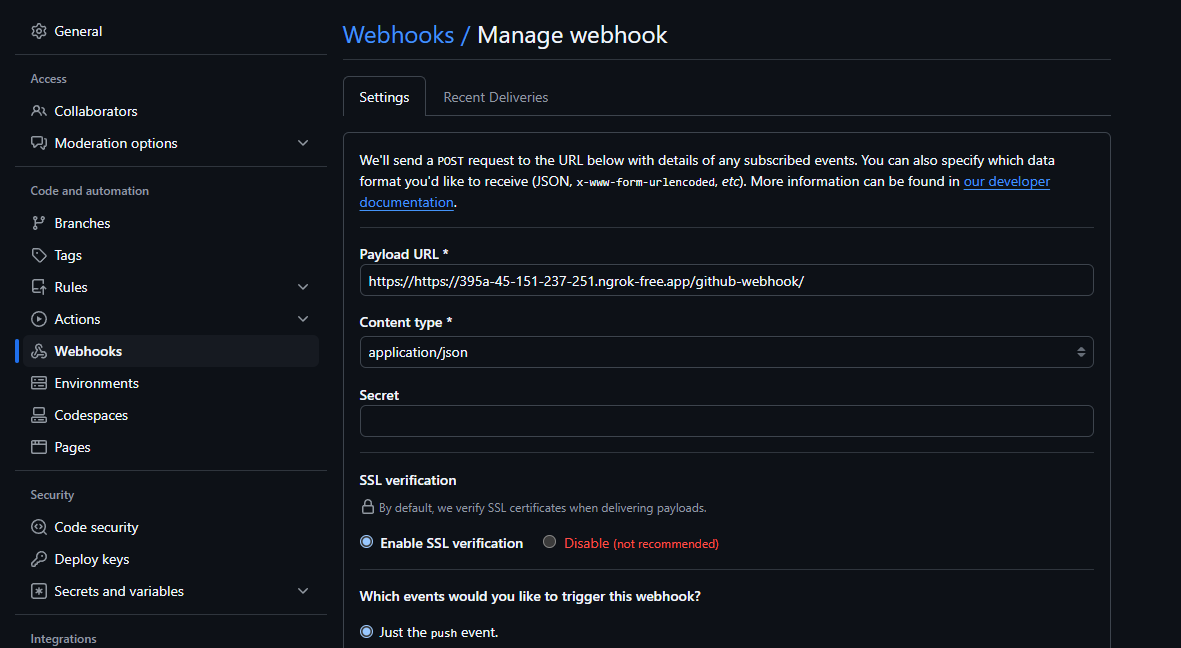 General
Access
Collaborators
Moderation options
Code and automation
Branches
Tags
Rules
Actions
Webhooks
Environments
Codespaces
Pages
Security
Code security
Deploy keys
Secrets and variables
Integrations
Webhooks / Manage webhook
Settings
Recent Deliveries
We'll send a POST request to the URL below with details of any subscribed events. You can also specify which data
format you'd like to receive (JSON, x-www-form-urlencoded, etc). More information can be found in our developer
documentation.
Payload URL *
https://https://395a-45-151-237-251.ngrok-free.app/github-webhook/
Content type *
application/json
Secret
SSL verification
By default, we verify SSL certificates when delivering payloads.
Enable SSL verification
Disable (not recommended)
Which events would you like to trigger this webhook?
Just the push event.